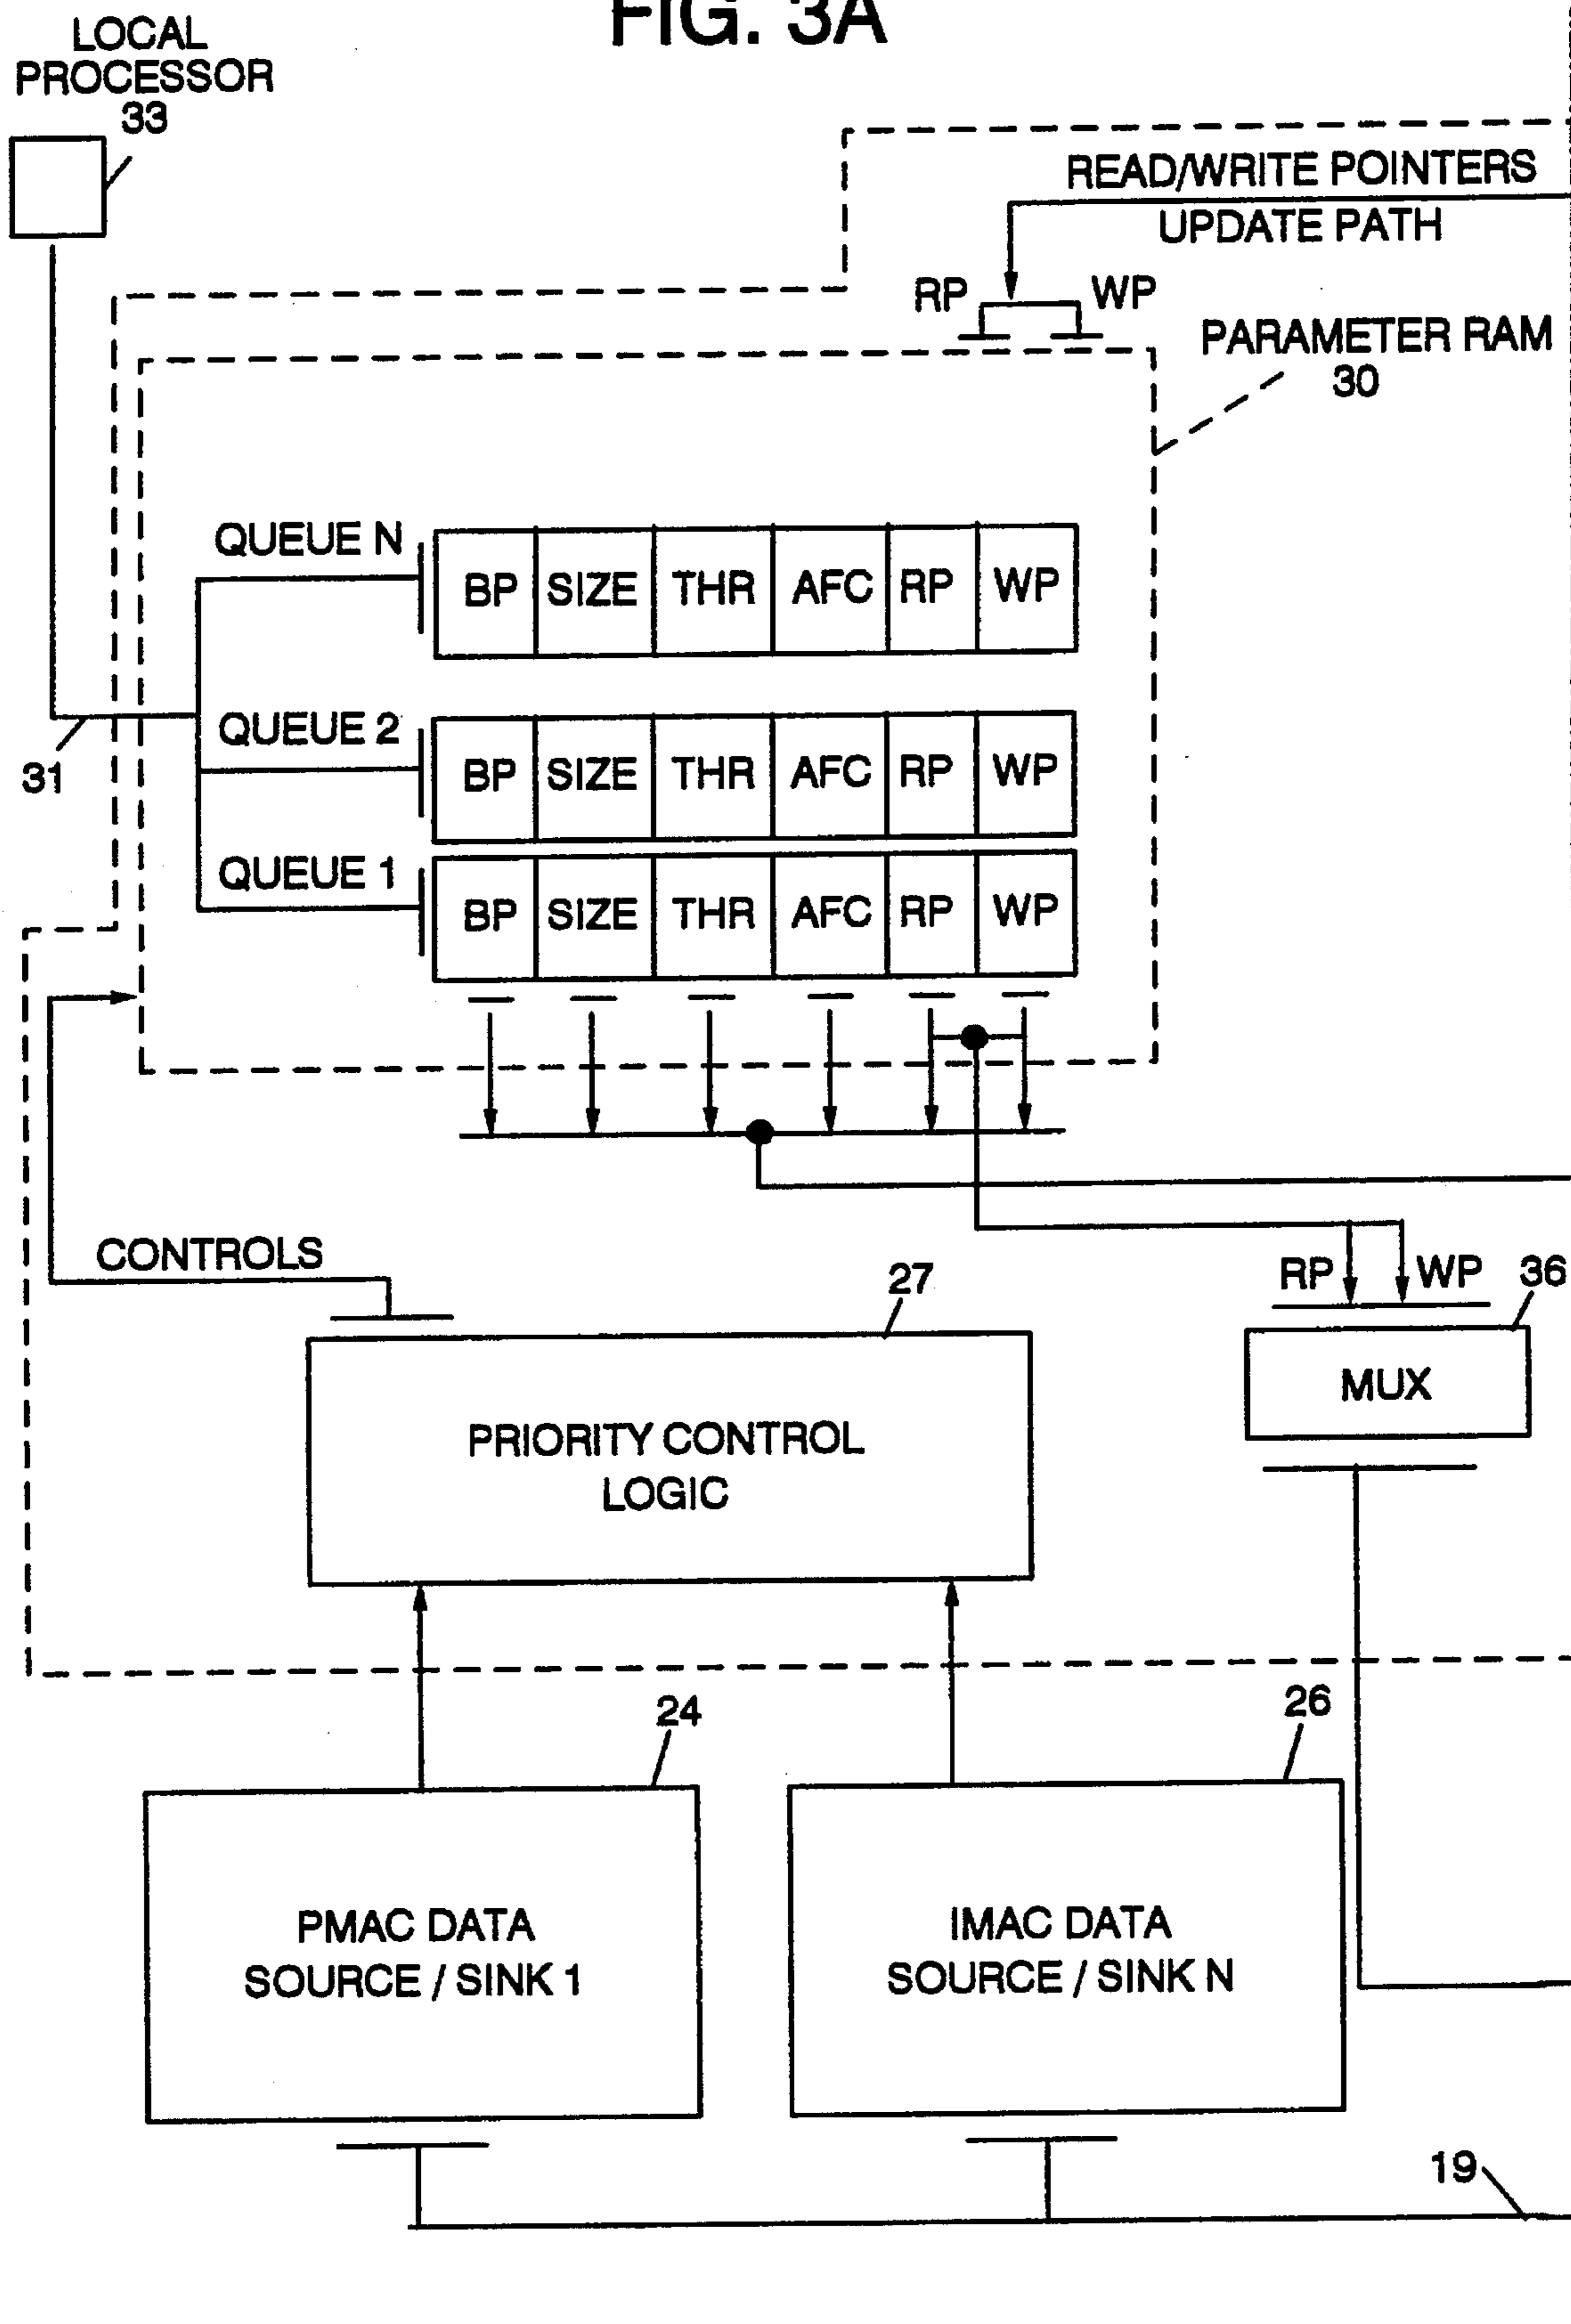 FIG. 3A
LOCAL
PROCESSOR
33
READ/WRITE POINTERS
UPDATE PATH
RP
WP
PARAMETER RAM
30
QUEUE N
BP SIZE THR AFC RP WP
31
QUEUE 2
BP SIZE THR AFC RP WP
QUEUE 1
BP SIZE THR AFC RP WP
CONTROLS
27
RP
WP
36
PRIORITY CONTROL
LOGIC
MUX
24
26
PMAC DATA
SOURCE / SINK 1
IMAC DATA
SOURCE / SINK N
19